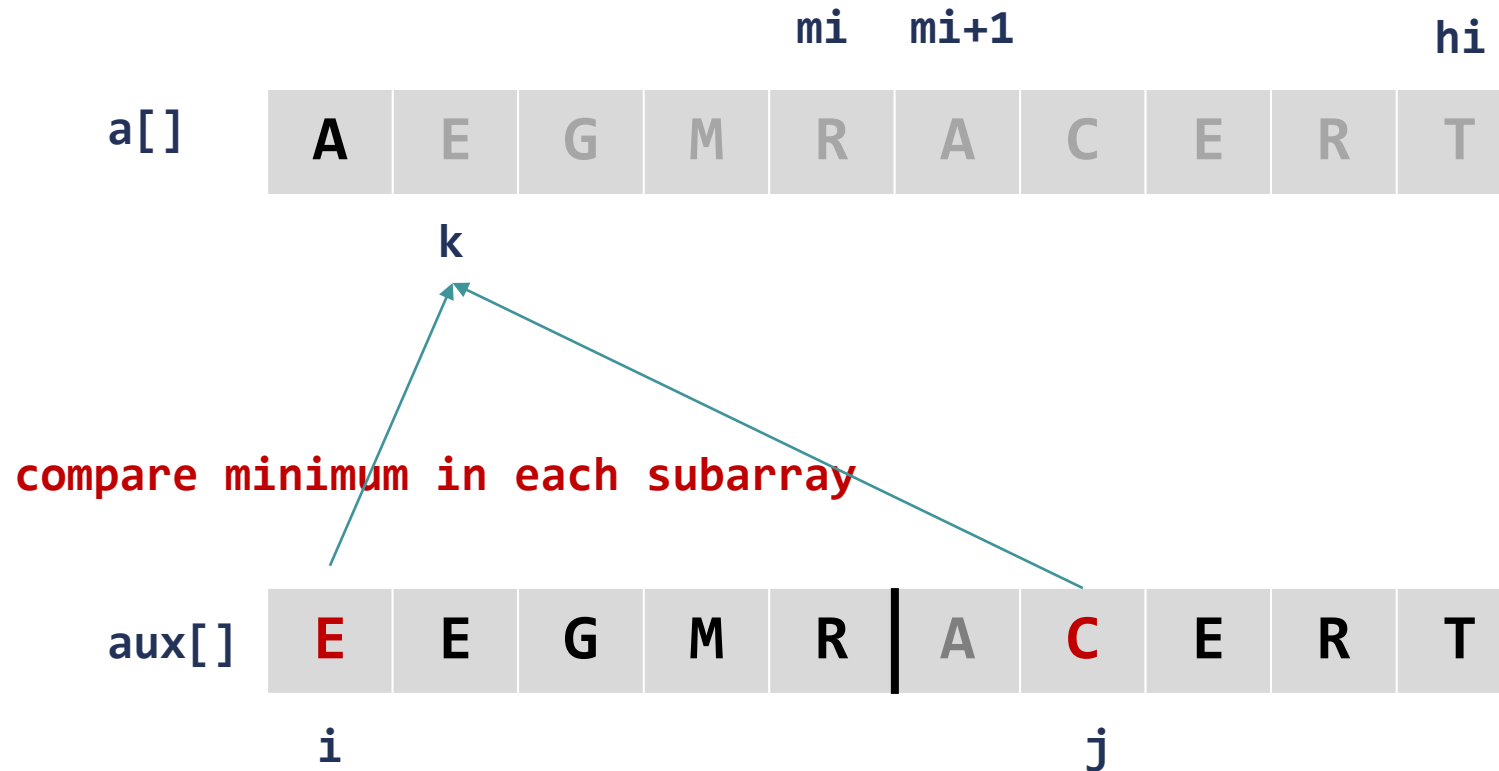 mi mi+1 hi
a[] A E G M R A C E R T
k
compare minimum in each subarray
aux[] E E G M R A C E R T
i j